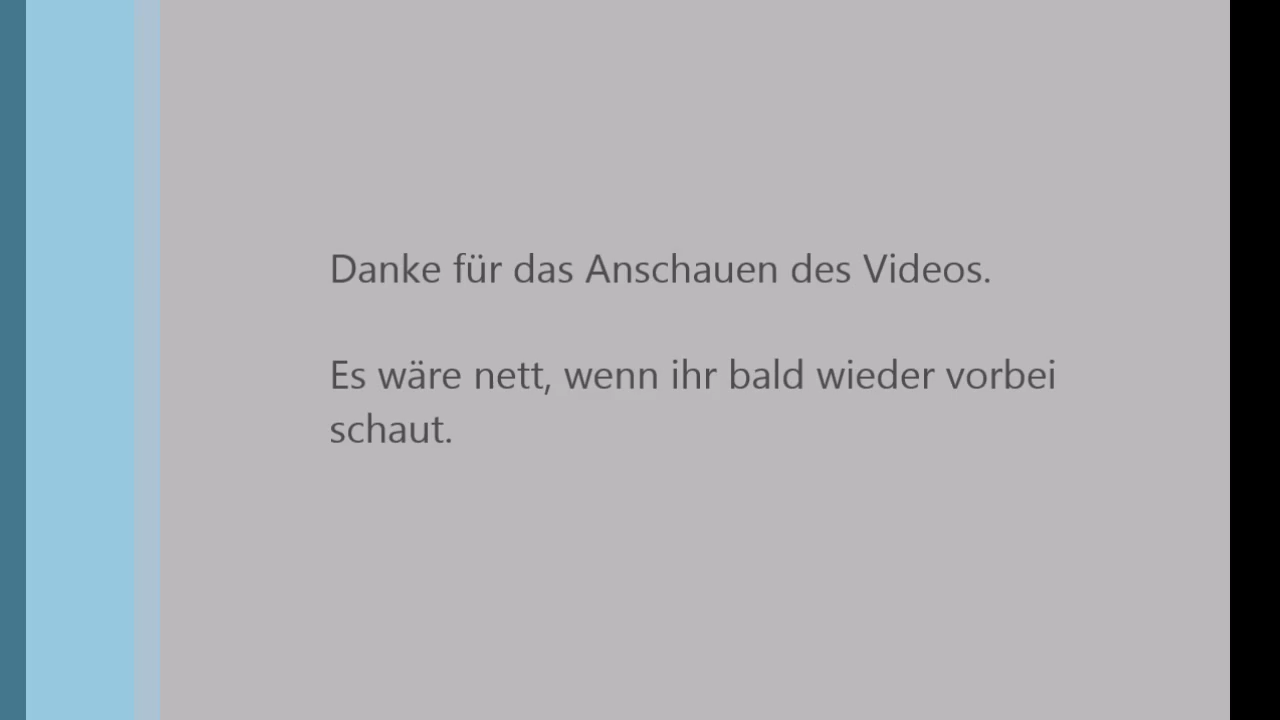 Danke für das Anschauen des Videos.
Es wäre nett, wenn ihr bald wieder vorbei
schaut.